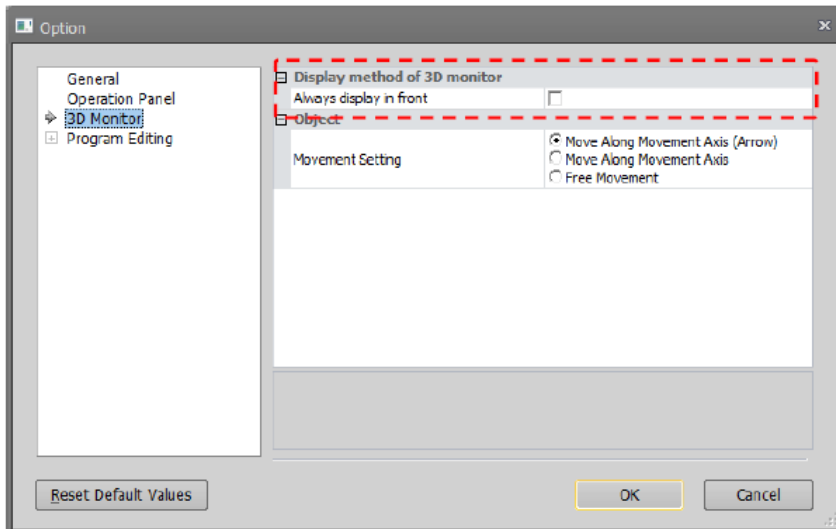 Option
General
Operation Panel
3D Monitor
Program Editing
Display method of 3D monitor
Always display in front
Object
Movement Setting
Move Along Movement Axis (Arrow)
Move Along Movement Axis
Free Movement
Reset Default Values
OK
Cancel